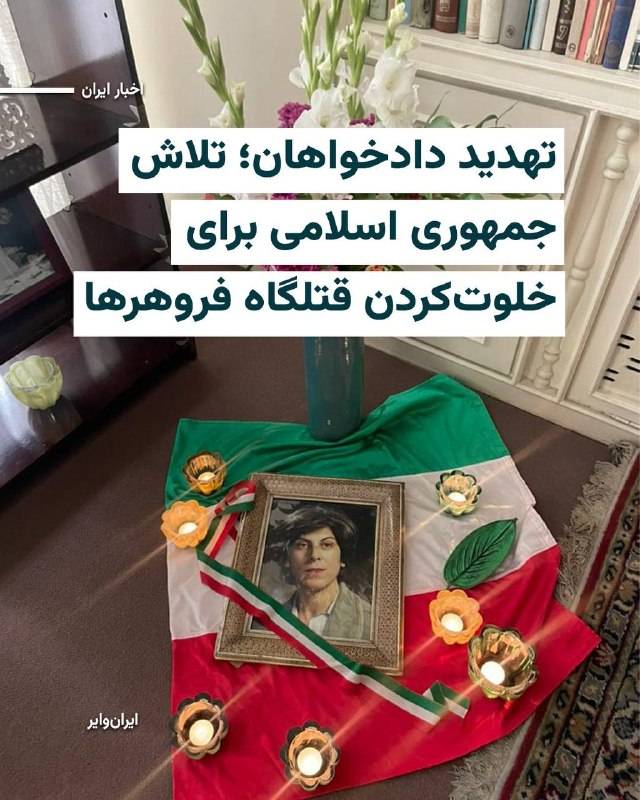 اخبار ایران
تهدید دادخواهان؛ تلاش
جمهوری اسلامی برای
خلوت‌کردن قتلگاه فروهرها
ایران‌وایر